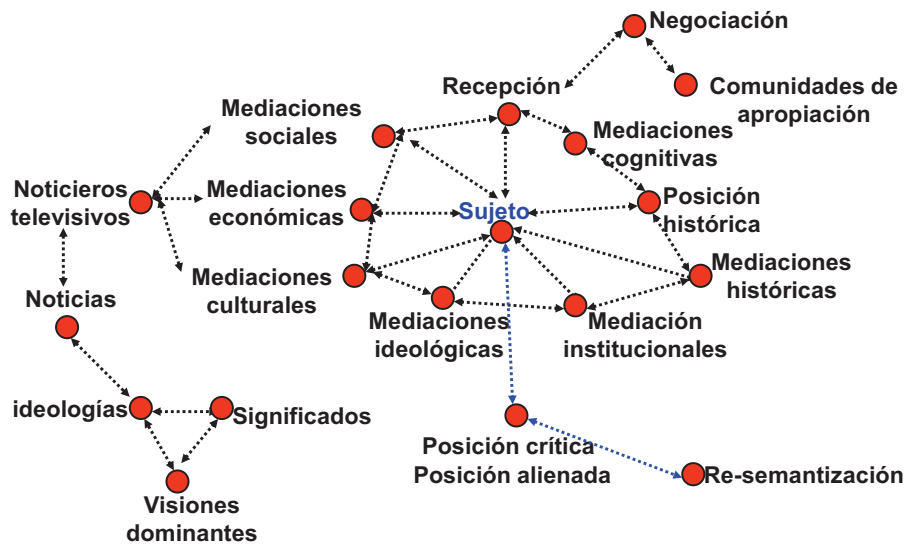 Negociación
Recepción
Comunidades de
apropiación
Mediaciones
sociales
Mediaciones
cognitivas
Noticieros
televisivos
Mediaciones
económicas
Sujeto
Posición
histórica
Mediaciones
culturales
Mediaciones
históricas
Noticias
Mediaciones
ideológicas
Mediación
institucionales
ideologías
Significados
Posición crítica
Posición alienada
Re-semantización
Visiones
dominantes